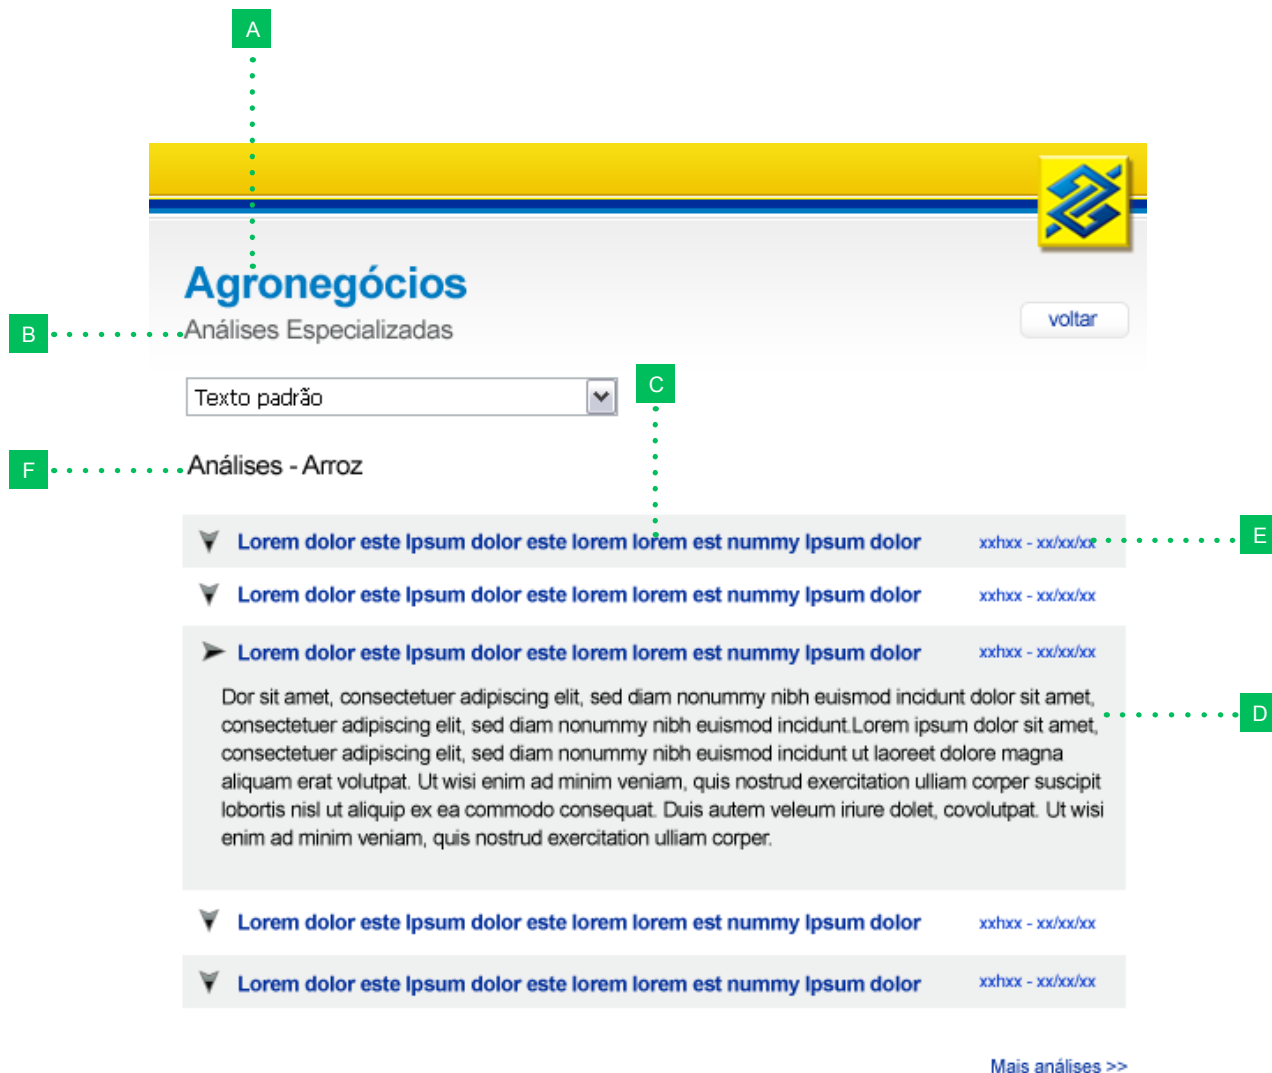 A
Agronegócios
B
Análises Especializadas
voltar
Texto padrão
C
F
Análises - Arroz
Lorem dolor este Ipsum dolor este lorem lorem est nummy Ipsum dolor xxhxx - xx/xx/xx
E
Lorem dolor este Ipsum dolor este lorem lorem est nummy Ipsum dolor xxhxx - xx/xx/xx
Lorem dolor este Ipsum dolor este lorem lorem est nummy Ipsum dolor xxhxx - xx/xx/xx
Dor sit amet, consectetuer adipiscing elit, sed diam nonummy nibh euismod incidunt dolor sit amet,
consectetuer adipiscing elit, sed diam nonummy nibh euismod incidunt.Lorem ipsum dolor sit amet,
D
consectetuer adipiscing elit, sed diam nonummy nibh euismod incidunt ut laoreet dolore magna
aliquam erat volutpat. Ut wisi enim ad minim veniam, quis nostrud exercitation ulliam corper suscipit
lobortis nisl ut aliquip ex ea commodo consequat. Duis autem veleum iriure dolet, covolutpat. Ut wisi
enim ad minim veniam, quis nostrud exercitation ulliam corper.
Lorem dolor este Ipsum dolor este lorem lorem est nummy Ipsum dolor xxhxx - xx/xx/xx
Lorem dolor este Ipsum dolor este lorem lorem est nummy Ipsum dolor xxhxx - xx/xx/xx
Mais análises >>